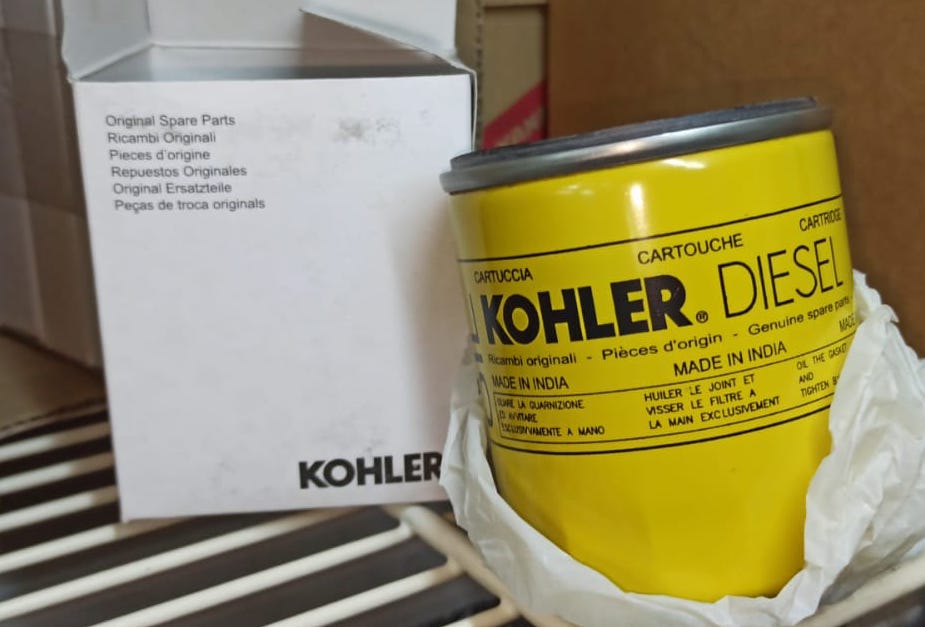 Original Spare Parts
Ricambi Originali
Pieces d'origine
Repuestos Originales
Original Ersatzteile
Peças de troca originals
KOHLER
CARTUCCIA
CARTOUCHE
CARTRIDGE
KOHLER® DIESEL
Ricambi originali - Pièces d'origin - Genuine spare parts
MADE IN INDIA
MADE IN INDIA
MADE
LA GUARNIZIONE
AVVITARE
A MANO
HUILER LE JOINT ET
VISSER LE FILTRE A
LA MAIN EXCLUSIVEMENT
OIL THE GASKET
AND
TIGHTEN